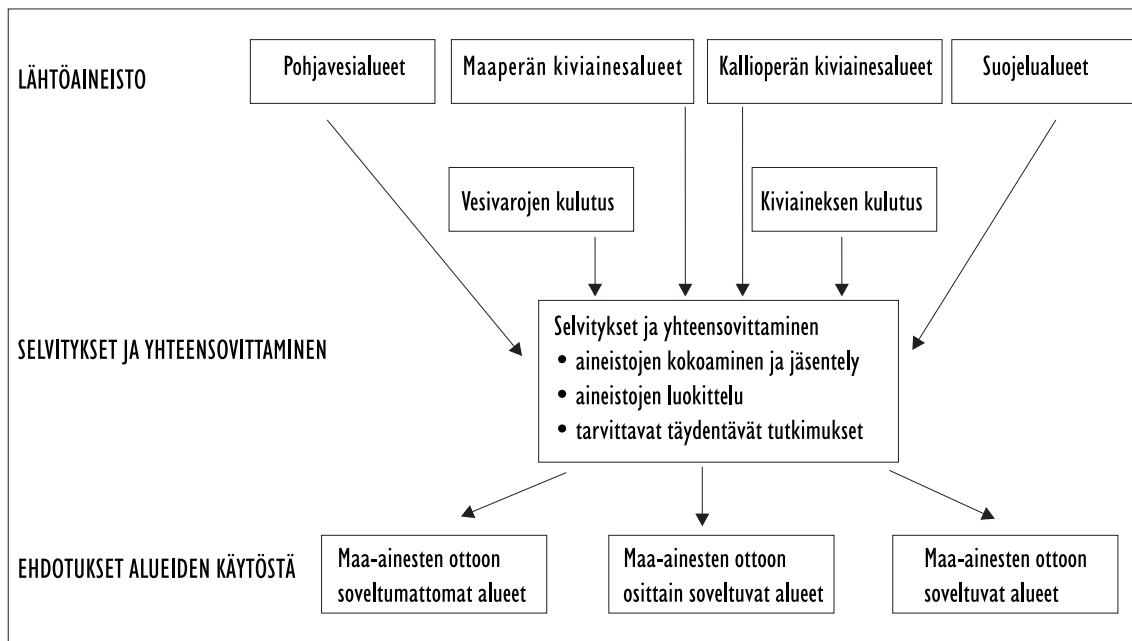 LÄHTÖAINEISTO
Pohjavesialueet
Maaperän kiviainesalueet
Kallioperän kiviainesalueet
Suojelualueet
Vesivarojen kulutus
Kiviaineksen kulutus
SELVITYKSET JA YHTEENSOVITTAMINEN
Selvitykset ja yhteensovittaminen
• aineistojen kokoaminen ja jäsentely
• aineistojen luokittelu
• tarvittavat täydentävät tutkimukset
EHDOTUKSET ALUEIDEN KÄYTÖSTÄ
Maa-ainesten ottoon
soveltumattomat alueet
Maa-ainesten ottoon
osittain soveltuvat alueet
Maa-ainesten ottoon
soveltuvat alueet